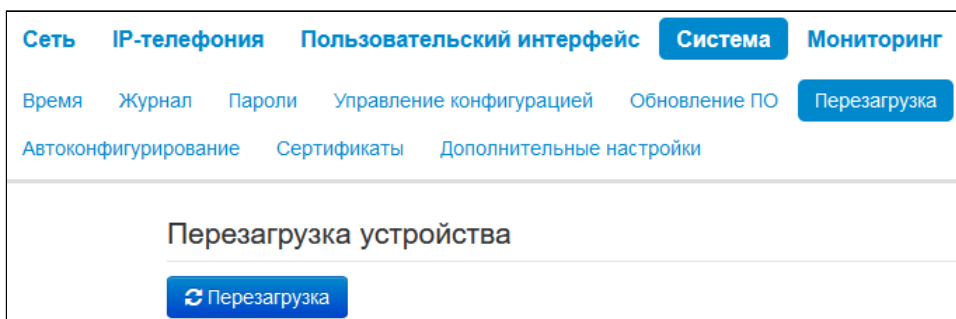 Сеть IP-телефония Пользовательский интерфейс Система Мониторинг
Время Журнал Пароли Управление конфигурацией Обновление ПО Перезагрузка
Автоконфигурирование Сертификаты Дополнительные настройки
Перезагрузка устройства
Перезагрузка